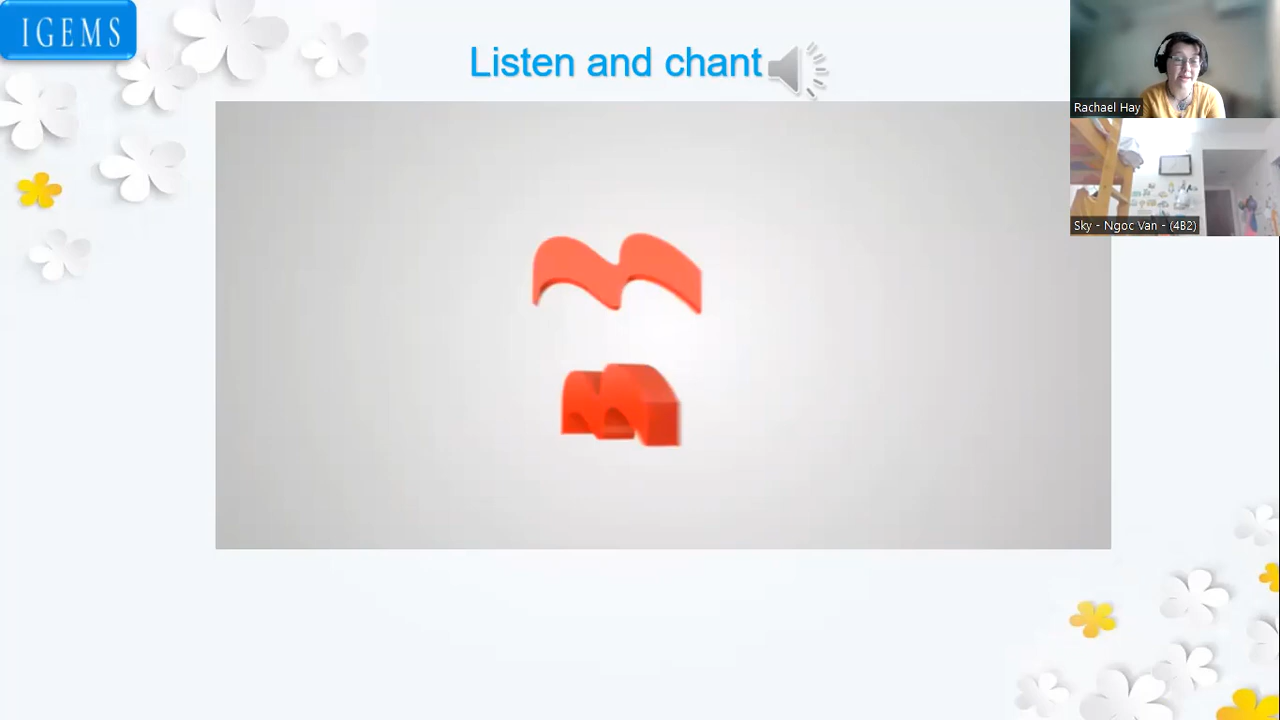 IGEMS
Listen and chant
Rachael Hay
Sky - Ngoc Van - (4B2)